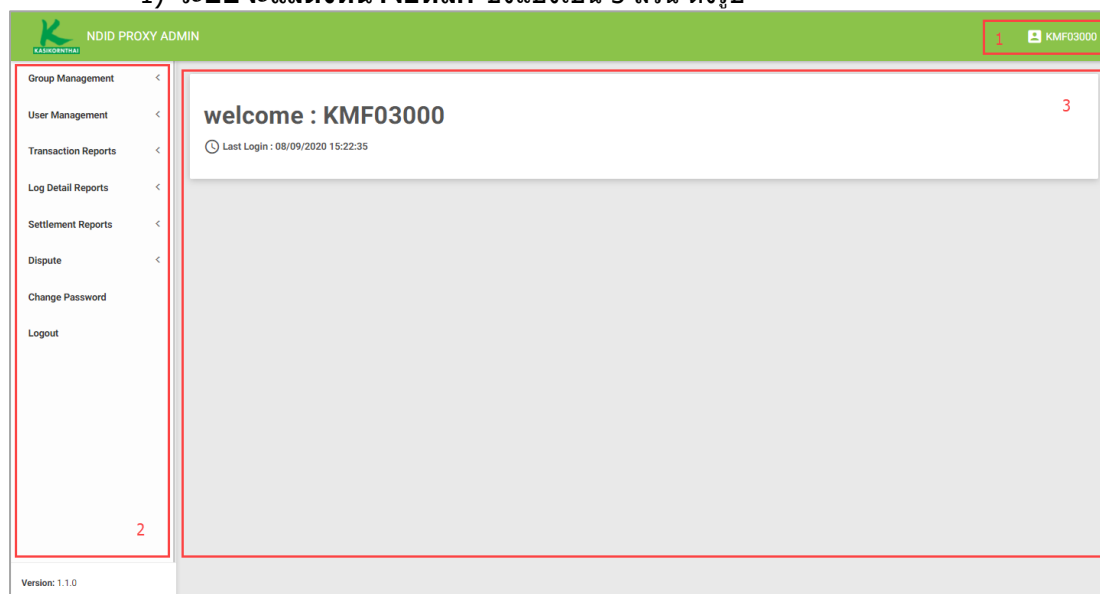 NDID PROXY ADMIN
KASIKORNTHAI
1
KMF03000
Group Management
User Management
Transaction Reports
Log Detail Reports
Settlement Reports
Dispute
Change Password
Logout
2
Version: 1.1.0
welcome : KMF03000
3
Last Login : 08/09/2020 15:22:35